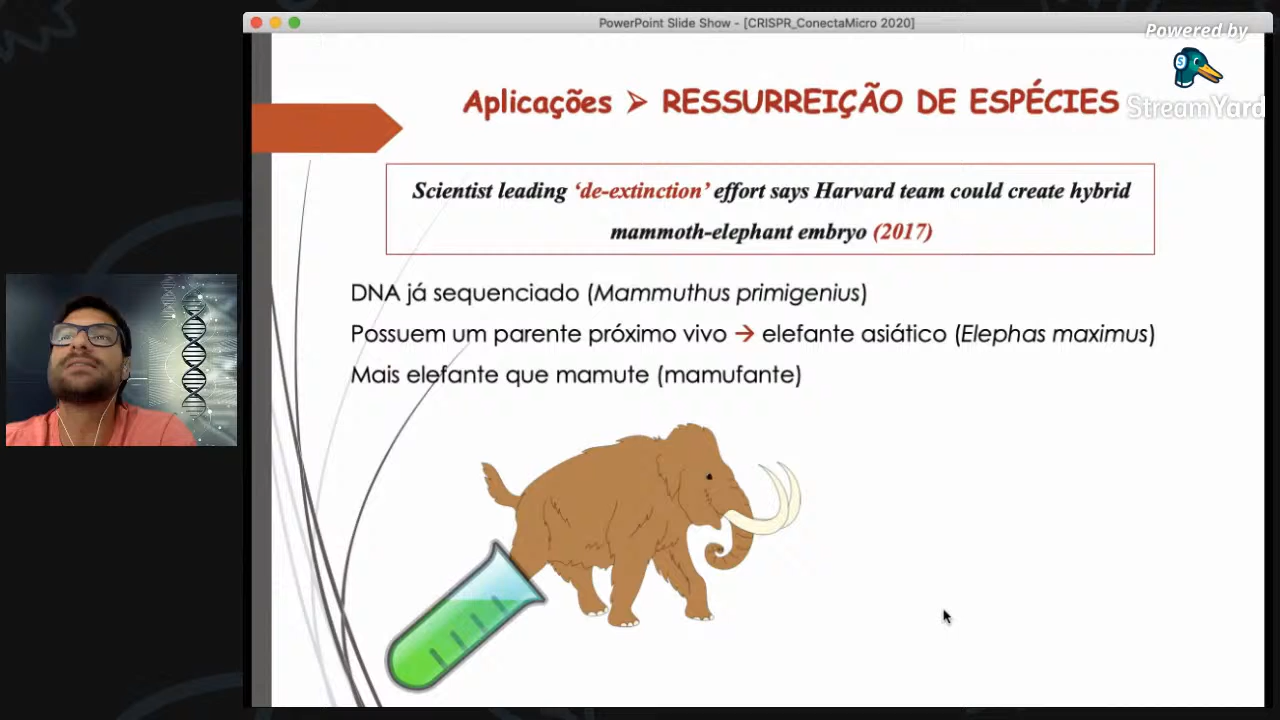 PowerPoint Slide Show - [CRISPR_ConectaMicro 2020]
Powered by
S
StreamYard
Aplicações ➢ RESSURREIÇÃO DE ESPÉCIES
Scientist leading ‘de-extinction’ effort says Harvard team could create hybrid
mammoth-elephant embryo (2017)
DNA já sequenciado (Mammuthus primigenius)
Possuem um parente próximo vivo → elefante asiático (Elephas maximus)
Mais elefante que mamute (mamufante)